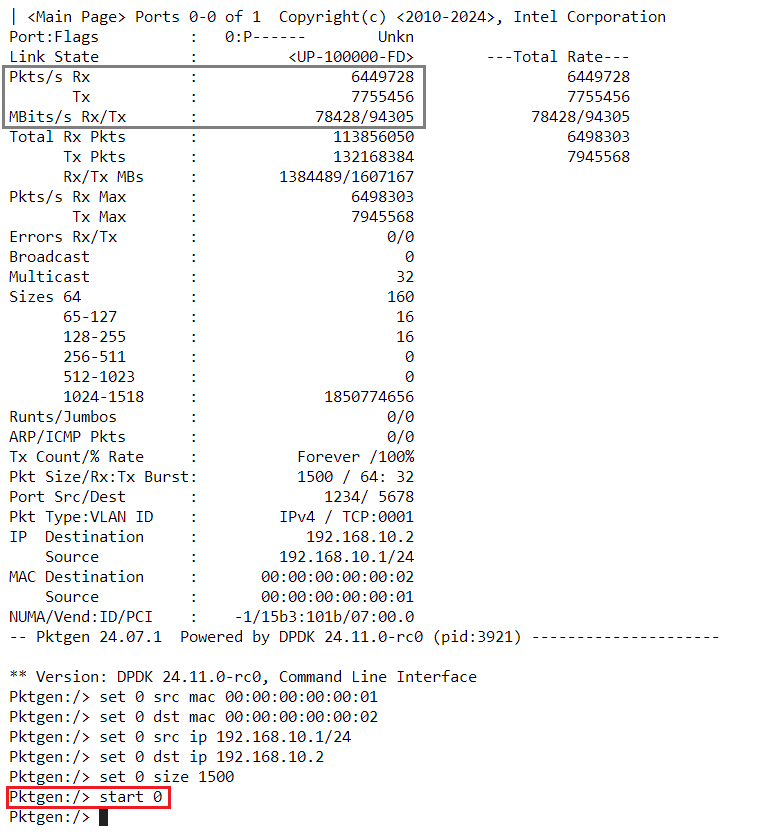 | <Main Page> Ports 0-0 of 1  Copyright(c) <2010-2024>, Intel Corporation
Port:Flags          :   0:P------        Unkn
Link State          :          <UP-100000-FD>        ---Total Rate---
Pkts/s Rx           :                 6449728                 6449728
       Tx           :                 7755456                 7755456
MBits/s Rx/Tx       :             78428/94305             78428/94305
Total Rx Pkts       :               113856050                 6498303
      Tx Pkts       :               132168384                 7945568
      Rx/Tx MBs     :         1384489/1607167
Pkts/s Rx Max       :                 6498303
       Tx Max       :                 7945568
Errors Rx/Tx        :                     0/0
Broadcast           :                       0
Multicast           :                      32
Sizes 64            :                     160
      65-127        :                      16
      128-255       :                      16
      256-511       :                       0
      512-1023      :                       0
      1024-1518     :              1850774656
Runts/Jumbos        :                     0/0
ARP/ICMP Pkts       :                     0/0
Tx Count/% Rate     :           Forever /100%
Pkt Size/Rx:Tx Burst:           1500 / 64: 32
Port Src/Dest       :              1234/ 5678
Pkt Type:VLAN ID    :         IPv4 / TCP:0001
IP  Destination     :            192.168.10.2
    Source          :         192.168.10.1/24
MAC Destination     :       00:00:00:00:00:02
    Source          :       00:00:00:00:00:01
NUMA/Vend:ID/PCI    :    -1/15b3:101b/07:00.0
-- Pktgen 24.07.1  Powered by DPDK 24.11.0-rc0 (pid:3921) ---------------------
** Version: DPDK 24.11.0-rc0, Command Line Interface
Pktgen:/> set 0 src mac 00:00:00:00:00:01
Pktgen:/> set 0 dst mac 00:00:00:00:00:02
Pktgen:/> set 0 src ip 192.168.10.1/24
Pktgen:/> set 0 dst ip 192.168.10.2
Pktgen:/> set 0 size 1500
Pktgen:/> start 0
Pktgen:/>